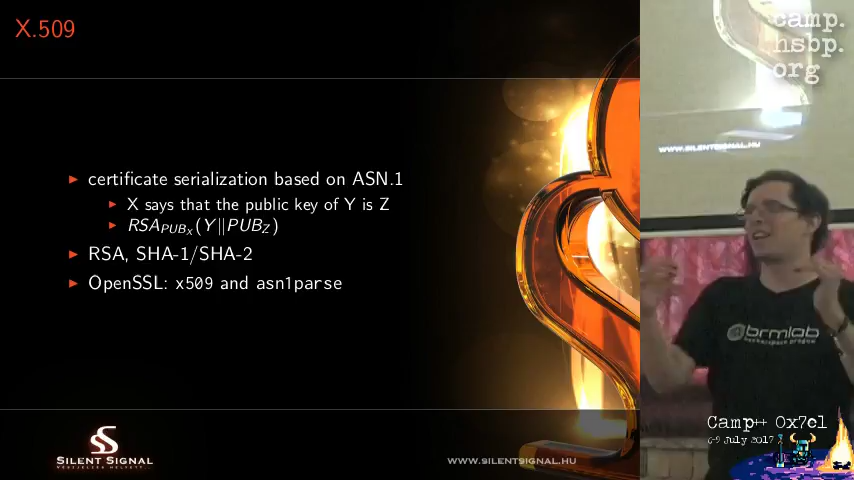 X.509
certificate serialization based on ASN.1
X says that the public key of Y is Z
RSA_{PUB_X}(Y||PUB_Z)
RSA, SHA-1/SHA-2
OpenSSL: x509 and asn1parse
SILENT SIGNAL
WWW.SILENTSIGNAL.HU
camp.
hsbp.
org
WWW.SILENTSIGNAL.HU
brmlab
hackerspace prague
Camp++ 0x7e1
6-9 July 2017